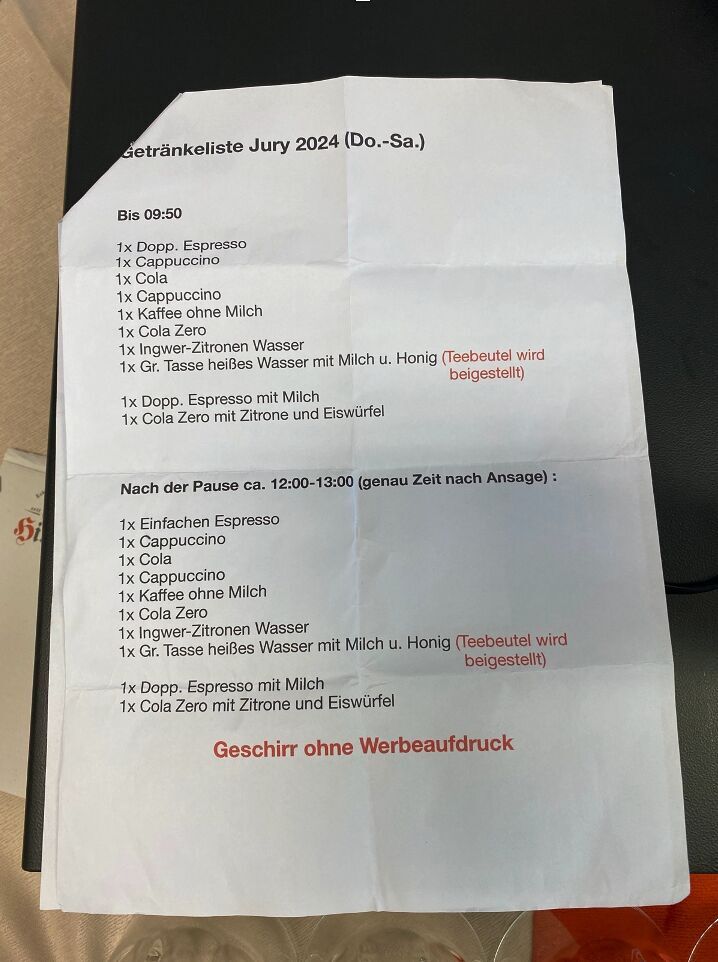 Getränkeliste Jury 2024 (Do.-Sa.)
Bis 09:50
1x Dopp. Espresso
1x Cappuccino
1x Cola
1x Cappuccino
1x Kaffee ohne Milch
1x Cola Zero
1x Ingwer-Zitronen Wasser
1x Gr. Tasse heißes Wasser mit Milch u. Honig (Teebeutel wird
beigestellt)
1x Dopp. Espresso mit Milch
1x Cola Zero mit Zitrone und Eiswürfel
Nach der Pause ca. 12:00-13:00 (genau Zeit nach Ansage) :
1x Einfachen Espresso
1x Cappuccino
1x Cola
1x Cappuccino
1x Kaffee ohne Milch
1x Cola Zero
1x Ingwer-Zitronen Wasser
1x Gr. Tasse heißes Wasser mit Milch u. Honig (Teebeutel wird
beigestellt)
1x Dopp. Espresso mit Milch
1x Cola Zero mit Zitrone und Eiswürfel
Geschirr ohne Werbeaufdruck